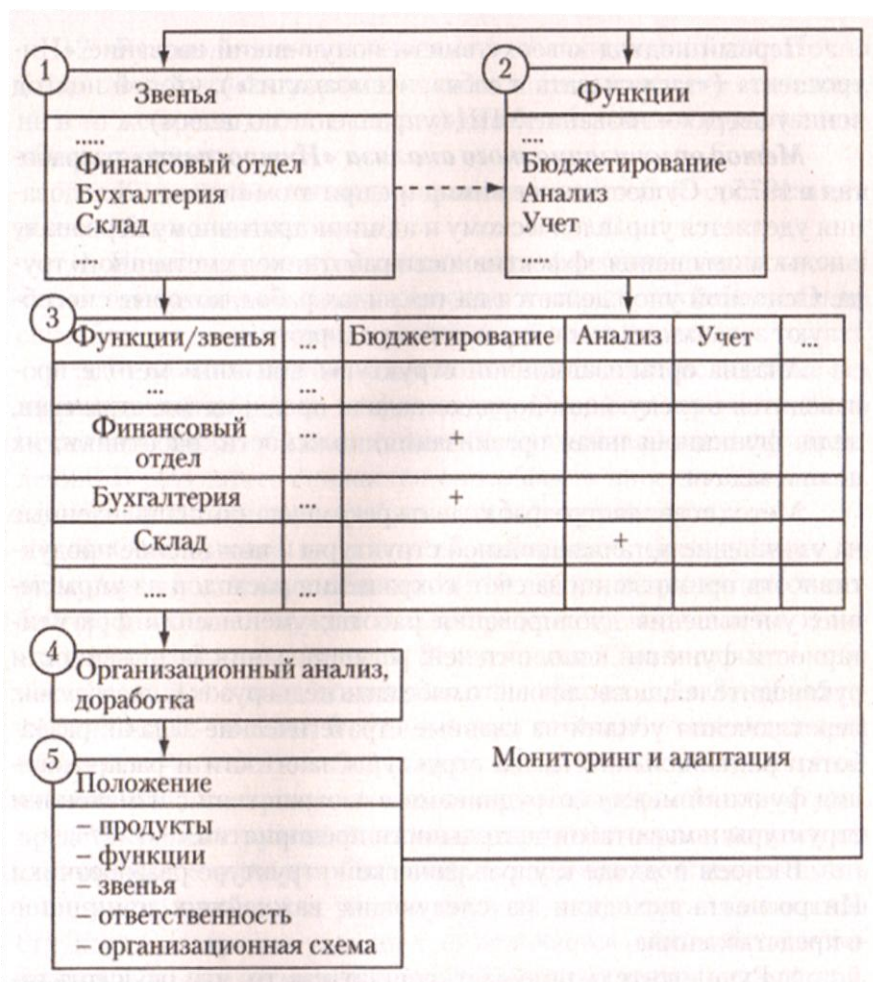 1
Звенья
.....
Финансовый отдел
Бухгалтерия
Склад
.....
2
Функции
.....
Бюджетирование
Анализ
Учет
......
3
Функции/звенья ... Бюджетирование Анализ Учет ....
.... ...
Финансовый ... +
отдел
Бухгалтерия ... +
Склад +
.... ...
4
Организационный анализ,
доработка
5
Положение
– продукты
– функции
– звенья
– ответственность
– организационная схема
Мониторинг и адаптация